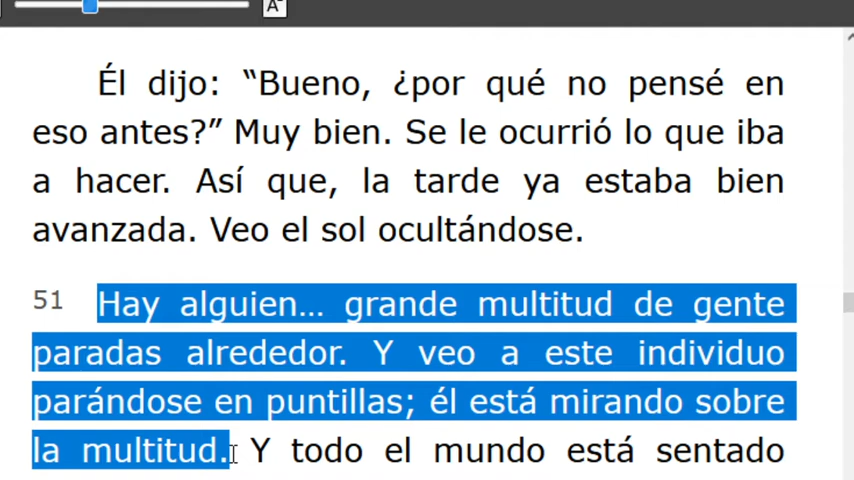 A
Él dijo: “Bueno, ¿por qué no pensé en
eso antes?” Muy bien. Se le ocurrió lo que iba
a hacer. Así que, la tarde ya estaba bien
avanzada. Veo el sol ocultándose.
51 Hay alguien… grande multitud de gente
paradas alrededor. Y veo a este individuo
parándose en puntillas; él está mirando sobre
la multitud. Y todo el mundo está sentado